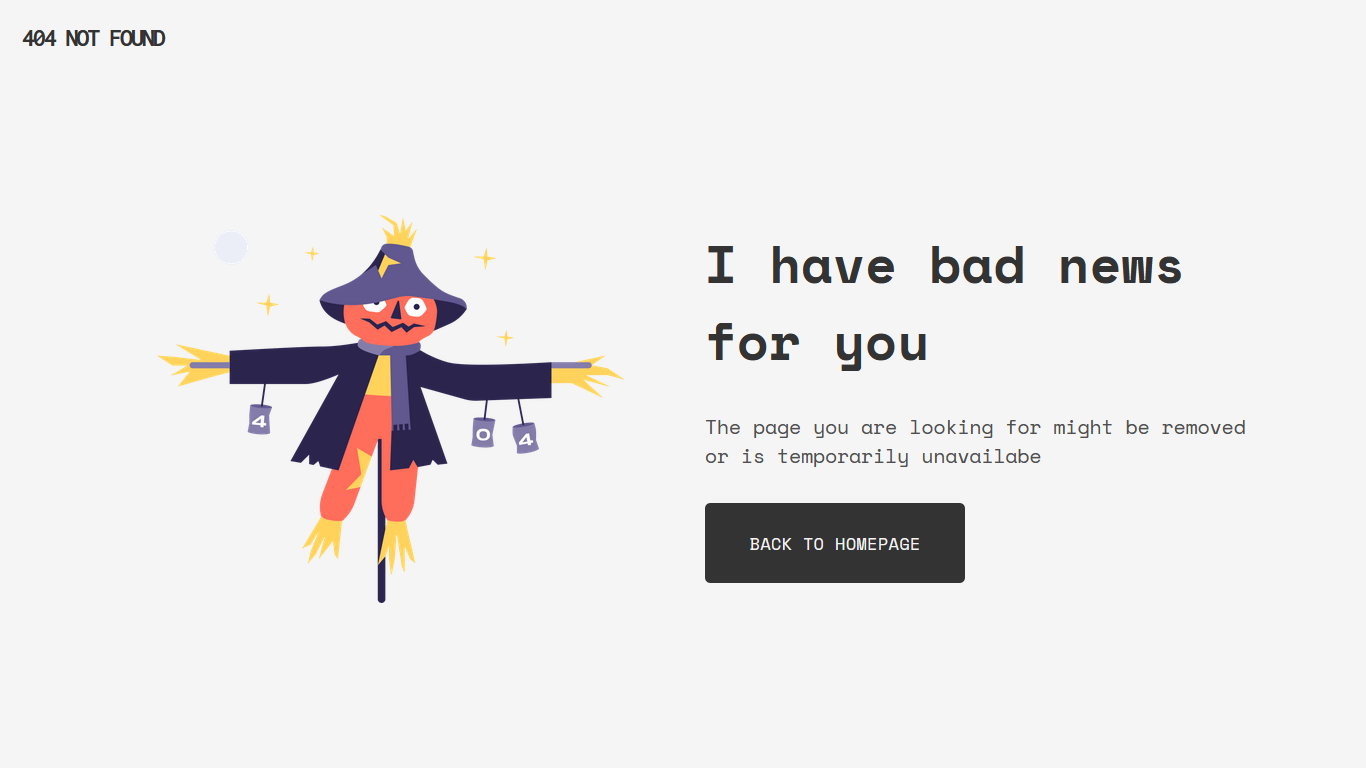 404 NOT FOUND
4
0
4
I have bad news
for you
The page you are looking for might be removed
or is temporarily unavailabe
BACK TO HOMEPAGE